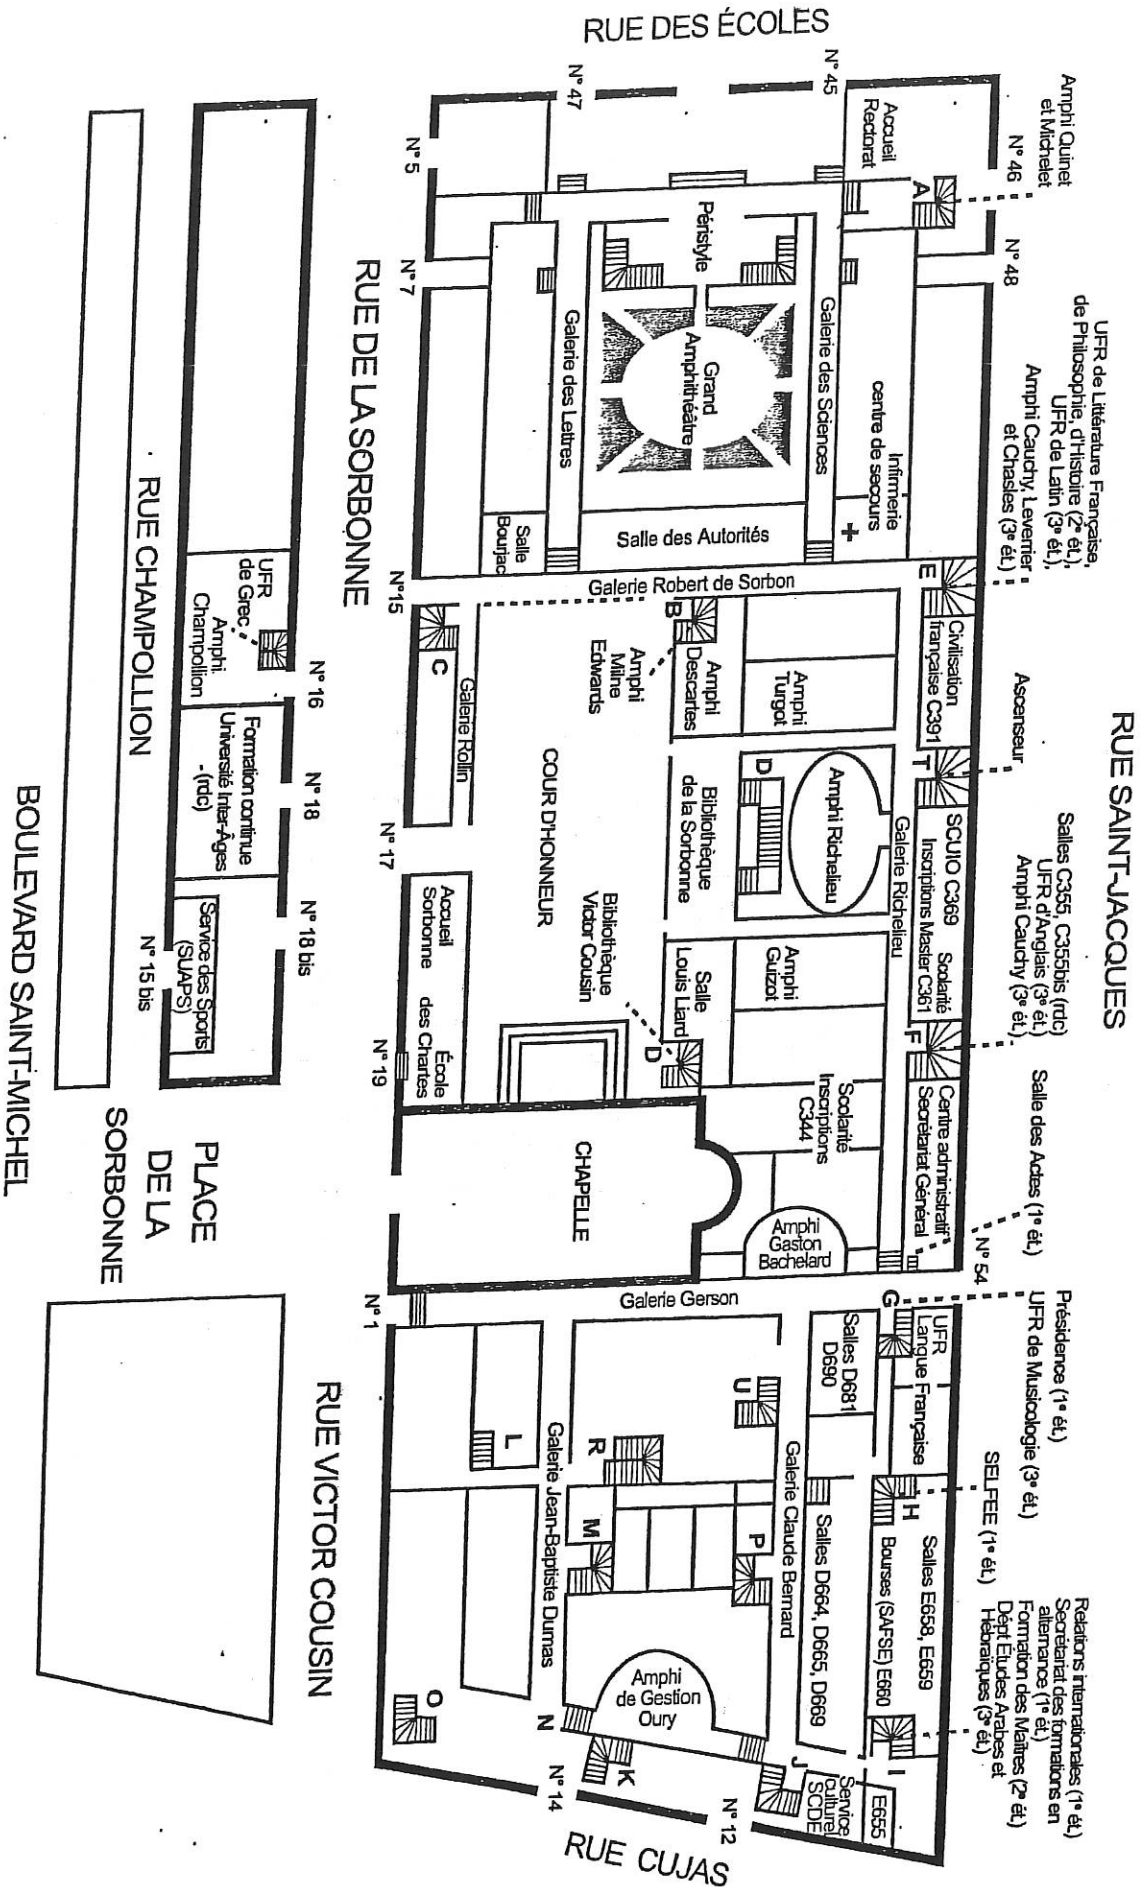 RUE DES ÉCOLES
N° 45
N° 47
N° 5
N° 7
N° 46
N° 48
Amphi Quinet
et Michelet
Accueil
Rectorat
A
Péristyle
Grand
Amphithéâtre
Galerie des Sciences
Galerie des Lettres
Infirmerie
centre de secours
Salle des Autorités
Salle
Bourjac
RUE DE LA SORBONNE
UFR de Littérature Française,
de Philosophie, d'Histoire (2e ét.),
UFR de Latin (3e ét.),
Amphi Cauchy, Leverrier
et Chasles (3e ét.)
E
Galerie Robert de Sorbon
N°15
C
Galerie Rollin
B
Amphi
Milne
Edwards
Amphi
Descartes
Amphi
Turgot
Civilisation
française C391
T
Ascenseur
RUE SAINT-JACQUES
Amphi Richelieu
Galerie Richelieu
D
Bibliothèque
de la Sorbonne
COUR D'HONNEUR
N° 17
SCUIO C369
Inscriptions Master C361
Scolarité
Salles C355, C355bis (rdc)
UFR d'Anglais (3e ét.)
Amphi Cauchy (3e ét.)
F
Amphi
Guizot
Salle
Louis Liard
Bibliothèque
Victor Cousin
D
Accueil
Sorbonne
École
des Chartes
N° 19
Scolarité
Inscriptions
C344
Centre administratif
Secrétariat Général
Salle des Actes (1e ét.)
N° 54
CHAPELLE
Amphi
Gaston
Bachelard
G
Présidence (1e ét.)
UFR de Musicologie (3e ét.)
Galerie Gerson
N° 1
UFR
Langue Française
Salles D681
D690
U
R
L
Galerie Jean-Baptiste Dumas
Galerie Claude Bernard
SELFEE (1e ét.)
H
Salles E658, E659
Bourses (SAFSE) E660
Salles D664, D665, D669
M
P
Relations internationales (1e ét.)
Secrétariat des formations en
alternance (1e ét.)
Formation des Maîtres (2e ét.)
Dépt Études Arabes et
Hébraïques (3e ét.)
I
Amphi
de Gestion
Oury
O
N
K
J
Service
culturel
SCDE
E655
N° 14
N° 12
RUE CUJAS
RUE VICTOR COUSIN
UFR
de Grec
Amphi
Champollion
N° 16
Formation continue
Université Inter-Âges
- (rdc)
N° 18
Service des Sports
(SUAPS)
N° 18 bis
N° 15 bis
RUE CHAMPOLLION
BOULEVARD SAINT-MICHEL
PLACE
DE LA
SORBONNE